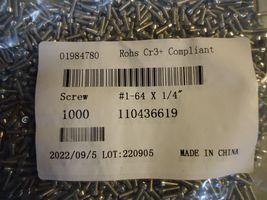 01984780 Rohs Cr3+ Compliant
Screw #1-64 X 1/4"
1000 110436619
2022/09/5 LOT:220905 MADE IN CHINA